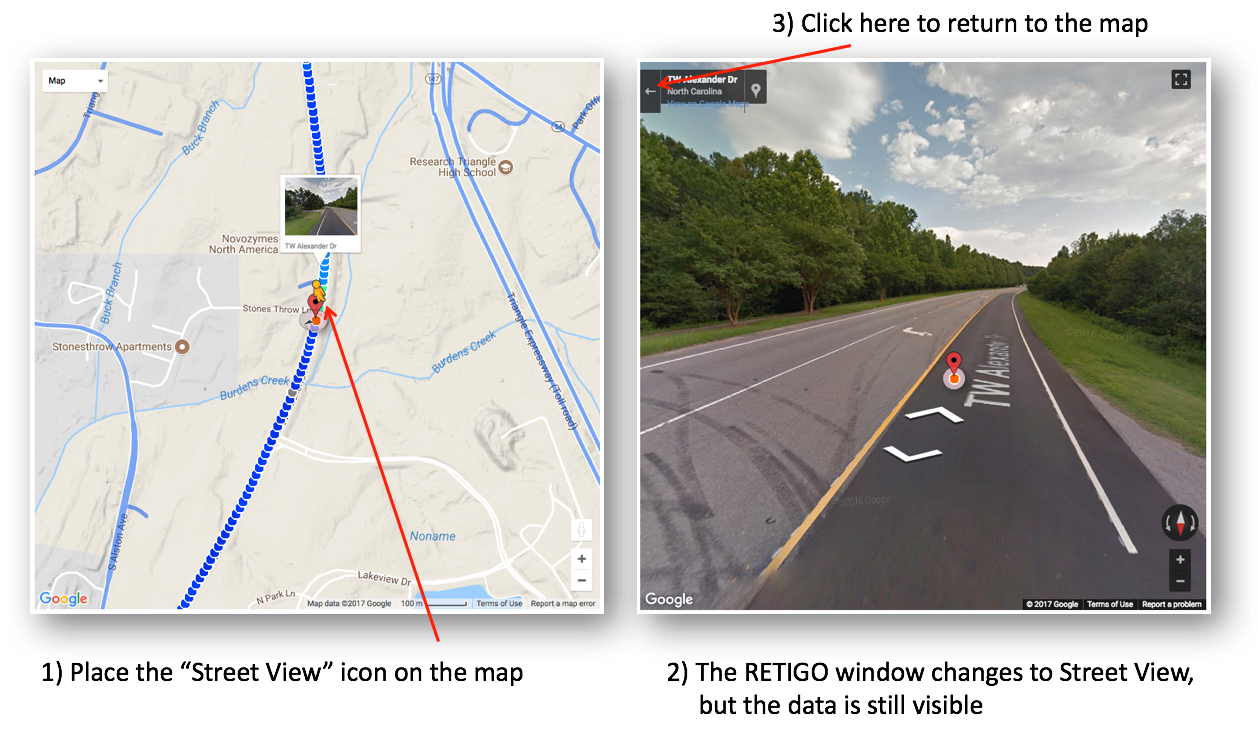 3) Click here to return to the map
Map
147
54
Park Offi
Triang
Buck Branch
Research Triangle
High School
TW Alexander Dr
Novozymes
North America
Buck Branch
Stones Throw Ln
Stonesthrow Apartments
Burdens Creek
Burdens Creek
Triangle Expressway (Toll road)
S Alston Ave
Noname
Lakeview Dr
N Park Ln
Google
Map data ©2017 Google
100 m
Terms of Use
Report a map error
TW Alexander Dr
North Carolina
View on Google Maps
TW Alexander D
©2016 Google
Google
© 2017 Google
Terms of Use
Report a problem
1) Place the “Street View” icon on the map
2) The RETIGO window changes to Street View,
but the data is still visible